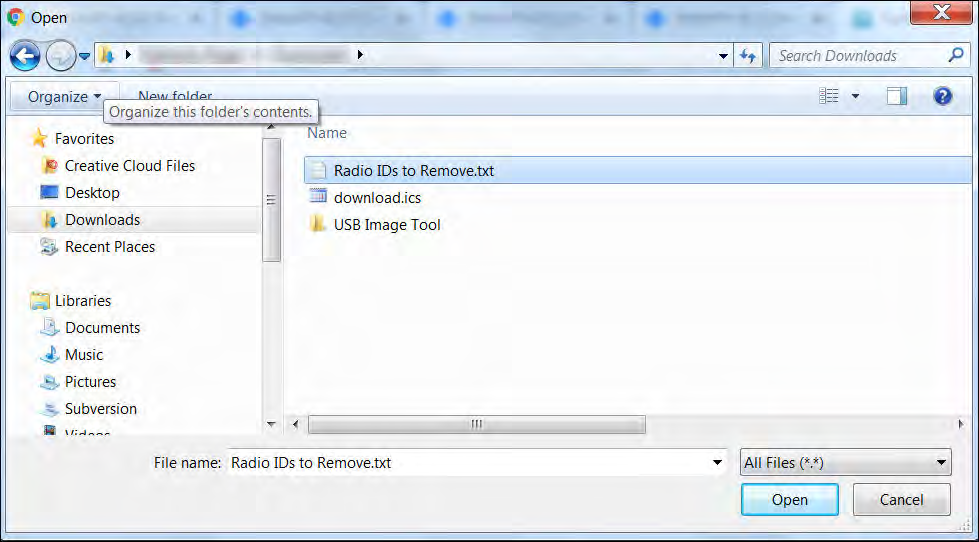 Open
Search Downloads
Organize
New folder
Organize this folder's contents.
Favorites
Creative Cloud Files
Desktop
Downloads
Recent Places
Libraries
Documents
Music
Pictures
Subversion
Videos
Name
Radio IDs to Remove.txt
download.ics
USB Image Tool
File name: Radio IDs to Remove.txt
All Files (*.*)
Open
Cancel